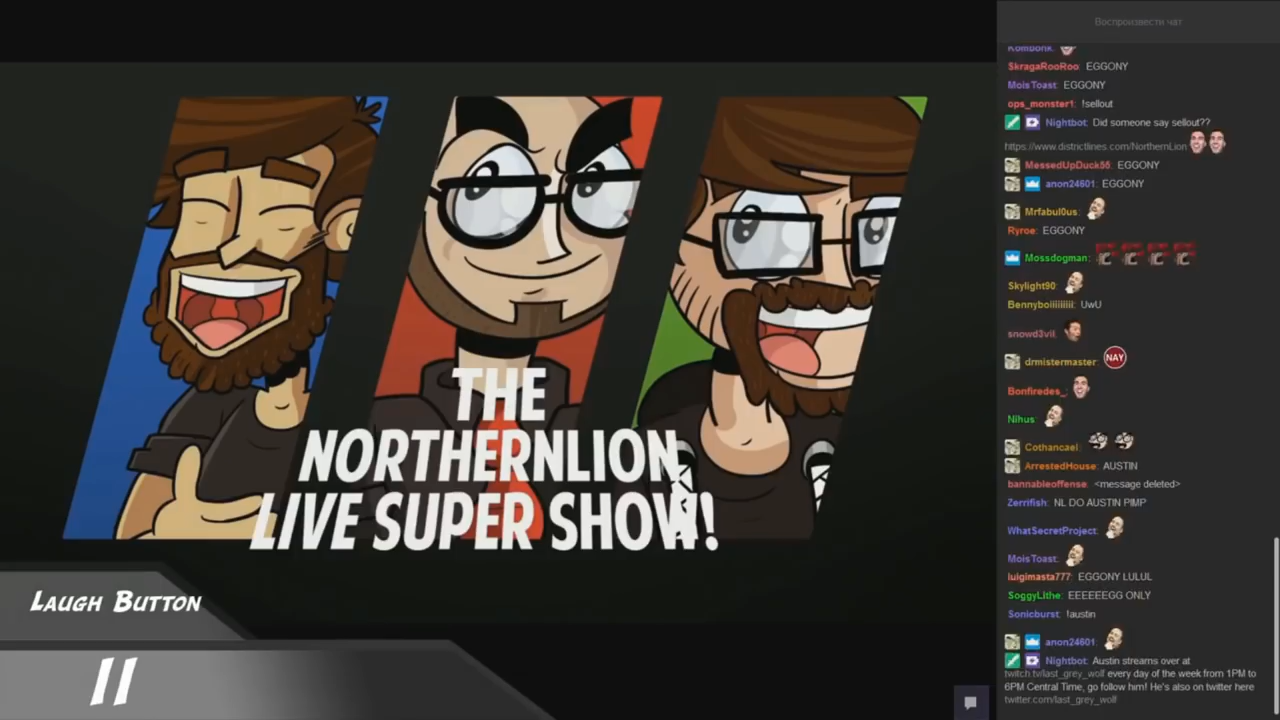 THE
NORTHERNLION
LIVE SUPER SHOW!
LAUGH BUTTON
11
Воспроизвести чат
KomboriK:
SkragaRooRoo: EGGONY
MoisToast: EGGONY
ops_monster1: !sellout
Nightbot: Did someone say sellout??
https://www.districtlines.com/NorthernLion
MessedUpDuck55: EGGONY
anon24601: EGGONY
Mrfabul0us:
Ryroe: EGGONY
Mossdogman:
Skylight90:
Bennyboiiiiiiiii: UwU
snowd3vil:
drmistermaster: NAY
Bonfiredes_:
Nihus:
Cothancael:
ArrestedHouse: AUSTIN
bannableoffense: <message deleted>
Zerrifish: NL DO AUSTIN PIMP
WhatSecretProject:
MoisToast:
luigimasta777: EGGONY LULUL
SoggyLithe: EEEEEEGG ONLY
Sonicburst: !austin
anon24601:
Nightbot: Austin streams over at
twitch.tv/last_grey_wolf every day of the week from 1PM to
6PM Central Time, go follow him! He's also on twitter here
twitter.com/last_grey_wolf